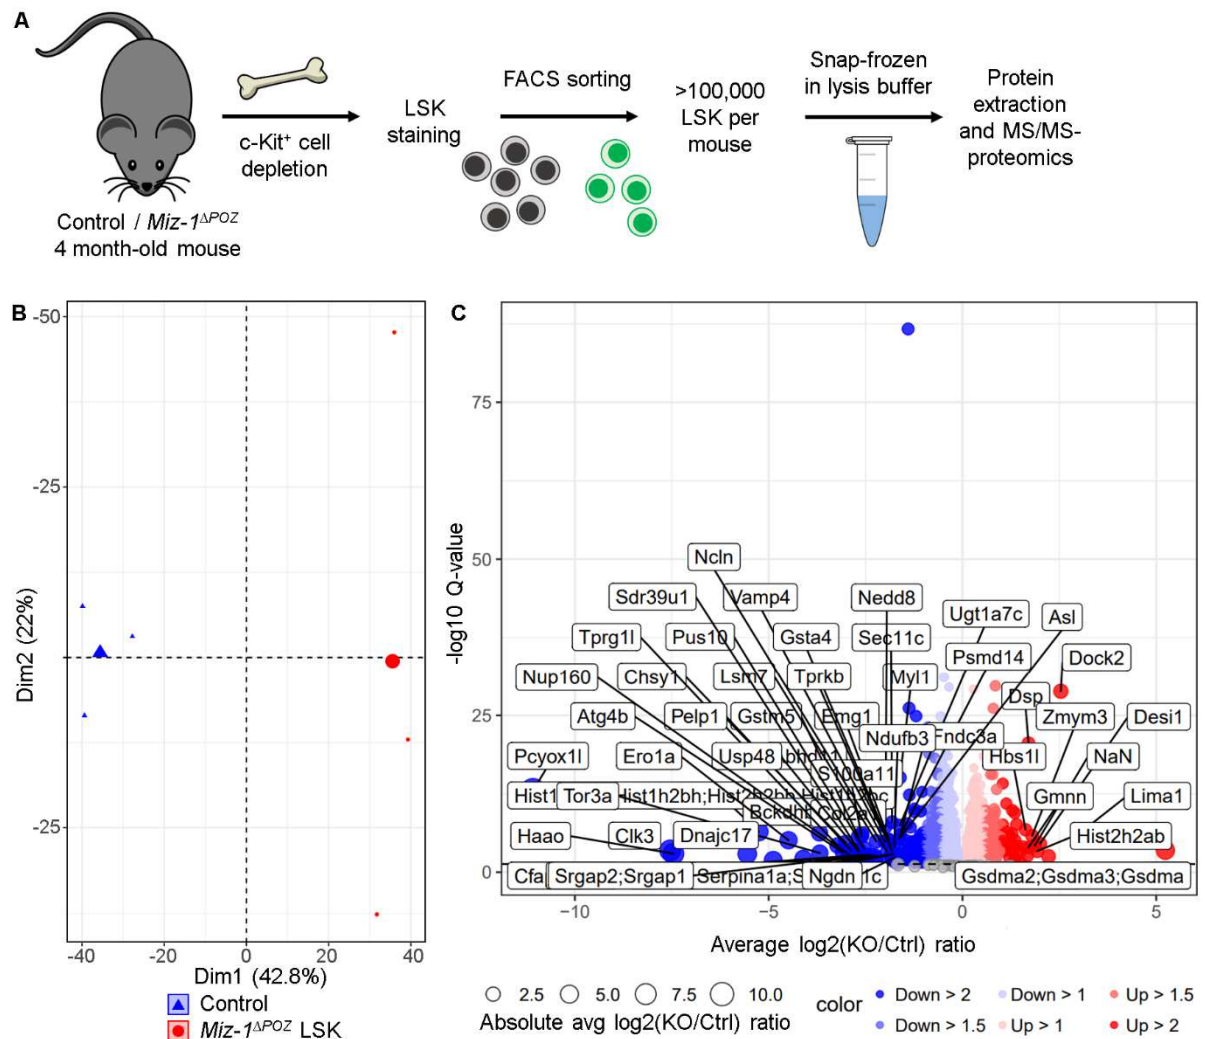 A
Control / Miz-1ΔPOZ
4 month-old mouse
c-Kit+ cell
depletion
LSK
staining
FACS sorting
>100,000
LSK per
mouse
Snap-frozen
in lysis buffer
Protein
extraction
and MS/MS-
proteomics
B
-50
-25
-25
Dim2 (22%)
-40
-20
0
20
40
Dim1 (42.8%)
Control
Miz-1ΔPOZ LSK
C
75
50
25
0
-log10 Q-value
Ncln
Sdr39u1
Vamp4
Nedd8
Ugt1a7c
Asl
Tprg1l
Pus10
Gsta4
Sec11c
Psmd14
Dock2
Nup160
Chsy1
Lsm7
Tprkb
Myl1
Dsp
Atg4b
Pelp1
Gstm5
Emg1
Zmym3
Desi1
Ndufb3
Fndc3a
Pcyox1l
Ero1a
Usp48
S100a11
Hbs1l
NaN
Hist1
Tor3a
ist1h2bh;Hist2h2bb;Hist1h2bc
Gmnn
Lima1
Bckdhb
Haao
Clk3
Dnajc17
Hist2h2ab
Cfa
Srgap2;Srgap1
Serpina1a;S
Ngdn
1c
Gsdma2;Gsdma3;Gsdma
−10
−5
0
5
Average log2(KO/Ctrl) ratio
2.5
5.0
7.5
10.0
Absolute avg log2(KO/Ctrl) ratio
color
Down > 2
Down > 1
Up > 1.5
Down > 1.5
Up > 1
Up > 2